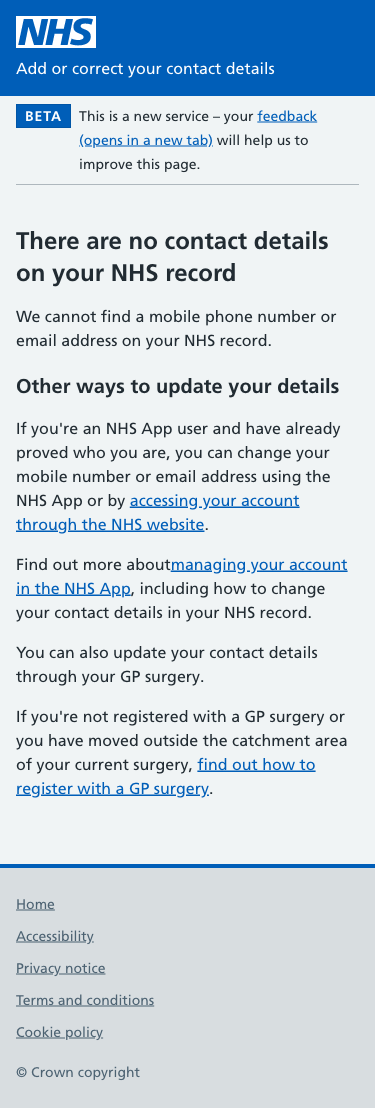 NHS
Add or correct your contact details
BETA
This is a new service – your feedback
(opens in a new tab) will help us to
improve this page.
There are no contact details
on your NHS record
We cannot find a mobile phone number or
email address on your NHS record.
Other ways to update your details
If you're an NHS App user and have already
proved who you are, you can change your
mobile number or email address using the
NHS App or by accessing your account
through the NHS website.
Find out more aboutmanaging your account
in the NHS App, including how to change
your contact details in your NHS record.
You can also update your contact details
through your GP surgery.
If you're not registered with a GP surgery or
you have moved outside the catchment area
of your current surgery, find out how to
register with a GP surgery.
Home
Accessibility
Privacy notice
Terms and conditions
Cookie policy
© Crown copyright